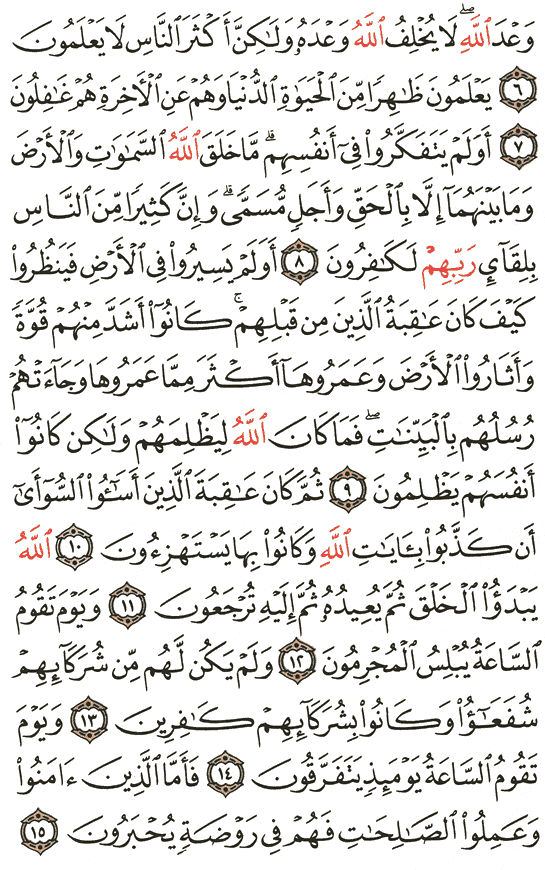 وَعْدَ ٱللَّهِۖ لَا يُخْلِفُ ٱللَّهُ وَعْدَهُۥ وَلَٰكِنَّ أَكْثَرَ ٱلنَّاسِ لَا يَعْلَمُونَ
٦ يَعْلَمُونَ ظَٰهِرًا مِّنَ ٱلْحَيَوٰةِ ٱلدُّنْيَا وَهُمْ عَنِ ٱلْأَخِرَةِ هُمْ غَٰفِلُونَ
٧ أَوَلَمْ يَتَفَكَّرُوا۟ فِىٓ أَنفُسِهِمۗ مَّا خَلَقَ ٱللَّهُ ٱلسَّمَٰوَٰتِ وَٱلْأَرْضَ
وَمَا بَيْنَهُمَآ إِلَّا بِٱلْحَقِّ وَأَجَلٍ مُّسَمًّىۗ وَإِنَّ كَثِيرًا مِّنَ ٱلنَّاسِ
بِلِقَآئِ رَبِّهِمْ لَكَٰفِرُونَ ٨ أَوَلَمْ يَسِيرُوا۟ فِى ٱلْأَرْضِ فَيَنظُرُوا۟
كَيْفَ كَانَ عَٰقِبَةُ ٱلَّذِينَ مِن قَبْلِهِمْۚ كَانُوٓا۟ أَشَدَّ مِنْهُمْ قُوَّةً
وَأَثَارُوا۟ ٱلْأَرْضَ وَعَمَرُوهَآ أَكْثَرَ مِمَّا عَمَرُوهَا وَجَآءَتْهُمْ
رُسُلُهُم بِٱلْبَيِّنَٰتِۖ فَمَا كَانَ ٱللَّهُ لِيَظْلِمَهُمْ وَلَٰكِن كَانُوٓا۟
أَنفُسَهُمْ يَظْلِمُونَ ٩ ثُمَّ كَانَ عَٰقِبَةَ ٱلَّذِينَ أَسَٰٓـُٔوا۟ ٱلسُّوٓأَىٰٓ
أَن كَذَّبُوا۟ بِـَٔايَٰتِ ٱللَّهِ وَكَانُوا۟ بِهَا يَسْتَهْزِءُونَ ١٠ ٱللَّهُ
يَبْدَؤُا۟ ٱلْخَلْقَ ثُمَّ يُعِيدُهُۥ ثُمَّ إِلَيْهِ تُرْجَعُونَ ١١ وَيَوْمَ تَقُومُ
ٱلسَّاعَةُ يُبْلِسُ ٱلْمُجْرِمُونَ ١٢ وَلَمْ يَكُن لَّهُم مِّن شُرَكَآئِهِمْ
شُفَعَٰٓؤُا۟ وَكَانُوا۟ بِشُرَكَآئِهِمْ كَٰفِرِينَ ١٣ وَيَوْمَ
تَقُومُ ٱلسَّاعَةُ يَوْمَئِذٍ يَتَفَرَّقُونَ ١٤ فَأَمَّا ٱلَّذِينَ ءَامَنُوا۟
وَعَمِلُوا۟ ٱلصَّٰلِحَٰتِ فَهُمْ فِى رَوْضَةٍ يُحْبَرُونَ ١٥